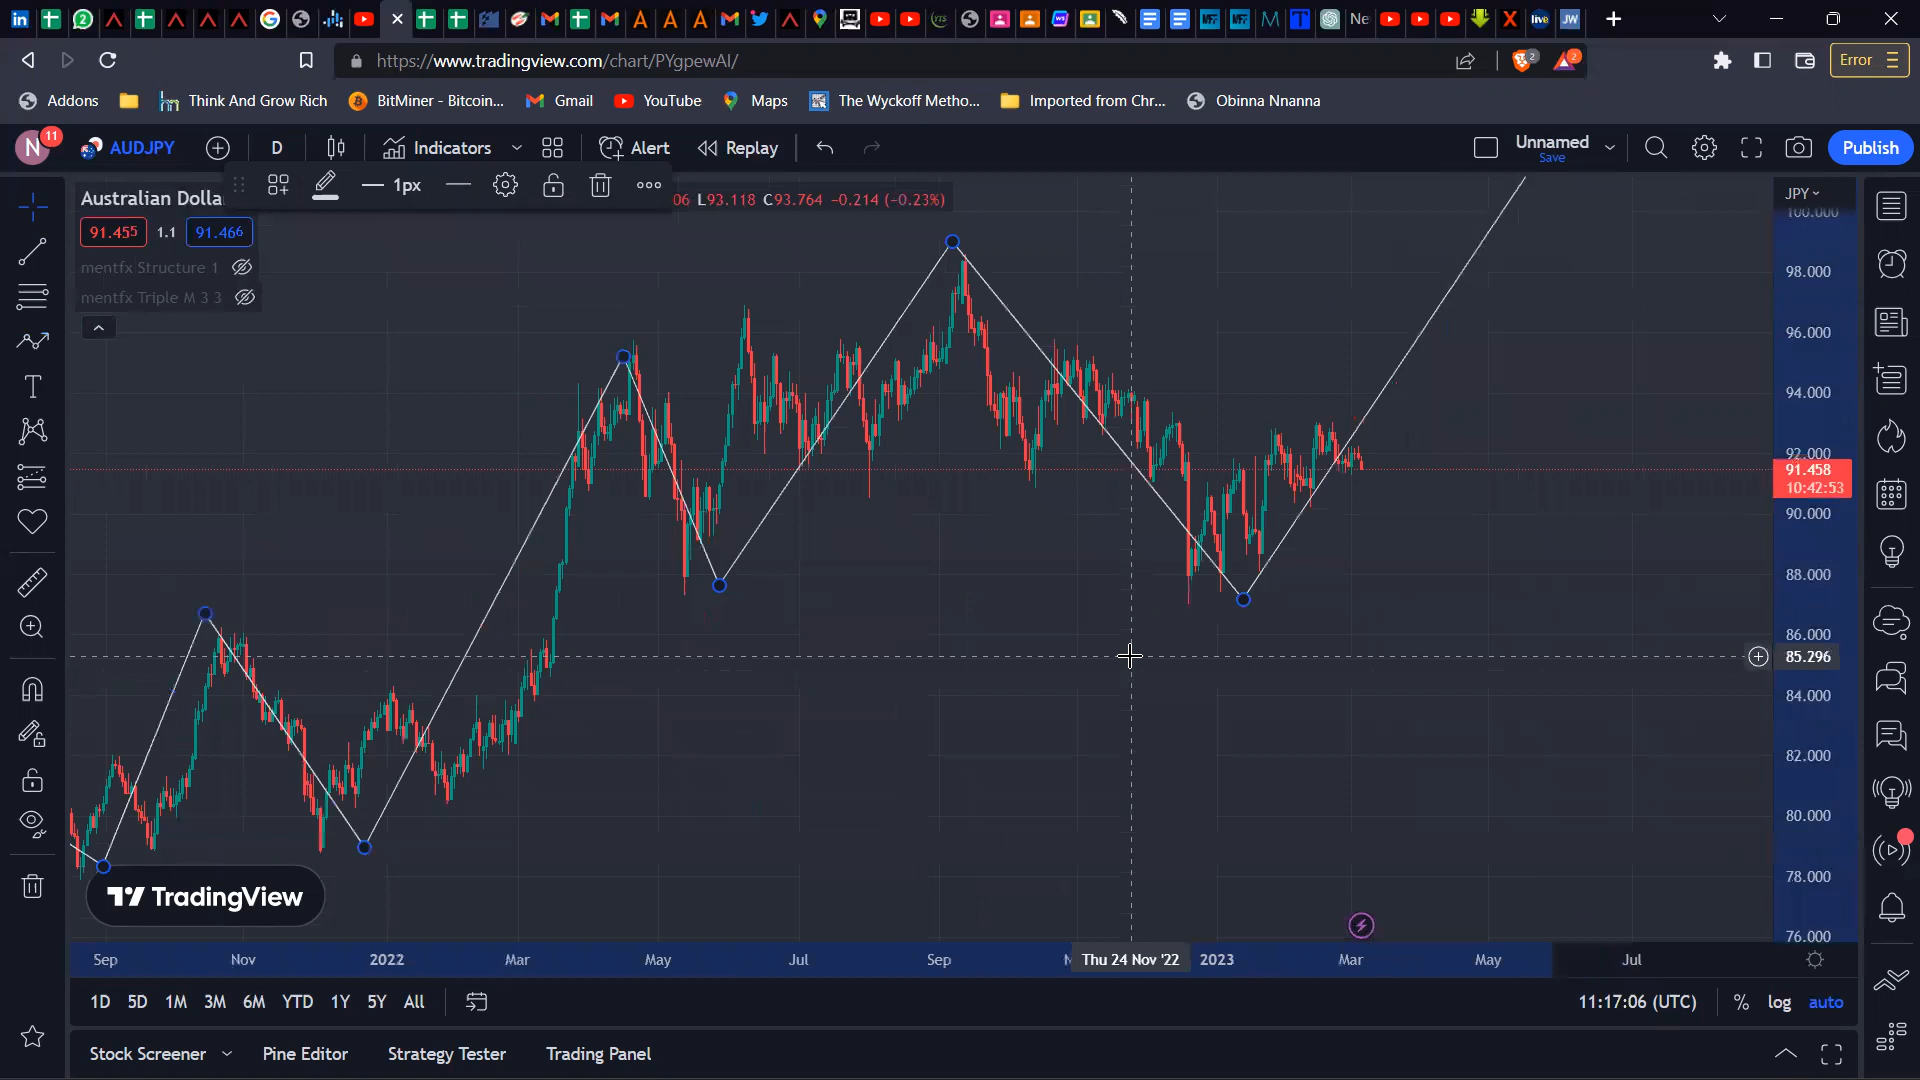 https://www.tradingview.com/chart/PYgpewAI/
Error
Addons
Think And Grow Rich
BitMiner - Bitcoin...
Gmail
YouTube
Maps
The Wyckoff Metho...
Imported from Chr...
Obinna Nnanna
N
11
AUDJPY
D
Indicators
Alert
Replay
Unnamed
Save
Publish
1px
Australian Dolla
06 L93.118 C93.764 −0.214 (−0.23%)
JPY
91.455
1.1
91.466
mentfx Structure 1
mentfx Triple M 3 3
100.000
98.000
96.000
94.000
92.000
91.458
10:42:53
90.000
88.000
86.000
85.296
84.000
82.000
80.000
78.000
76.000
TradingView
Sep
Nov
2022
Mar
May
Jul
Sep
Thu 24 Nov '22
2023
Mar
May
Jul
1D
5D
1M
3M
6M
YTD
1Y
5Y
All
11:17:06 (UTC)
%
log
auto
Stock Screener
Pine Editor
Strategy Tester
Trading Panel